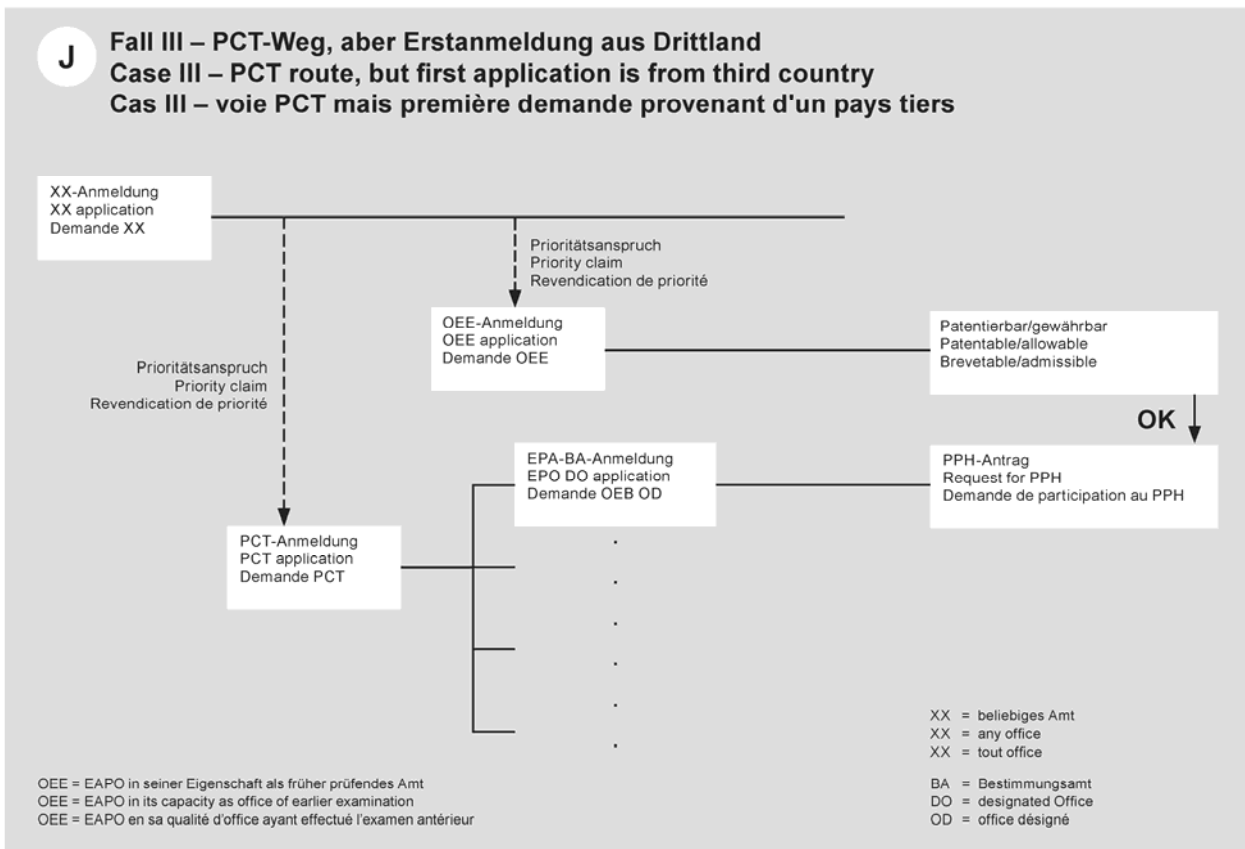 J
Fall III – PCT-Weg, aber Erstanmeldung aus Drittland
Case III – PCT route, but first application is from third country
Cas III – voie PCT mais première demande provenant d'un pays tiers
XX-Anmeldung
XX application
Demande XX
Prioritätsanspruch
Priority claim
Revendication de priorité
OEE-Anmeldung
OEE application
Demande OEE
Patentierbar/gewährbar
Patentable/allowable
Brevetable/admissible
Prioritätsanspruch
Priority claim
Revendication de priorité
OK
EPA-BA-Anmeldung
EPO DO application
Demande OEB OD
PPH-Antrag
Request for PPH
Demande de participation au PPH
PCT-Anmeldung
PCT application
Demande PCT
XX = beliebiges Amt
XX = any office
XX = tout office
BA = Bestimmungsamt
DO = designated Office
OD = office désigné
OEE = EAPO in seiner Eigenschaft als früher prüfendes Amt
OEE = EAPO in its capacity as office of earlier examination
OEE = EAPO en sa qualité d'office ayant effectué l'examen antérieur